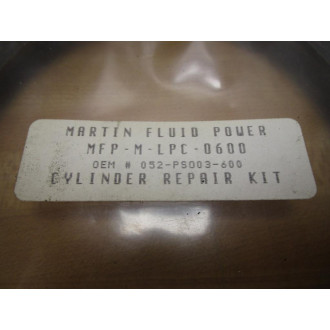 MARTIN FLUID POWER
MFP-M-LPC-0600
OEM # 052-PS003-600
CYLINDER REPAIR KIT